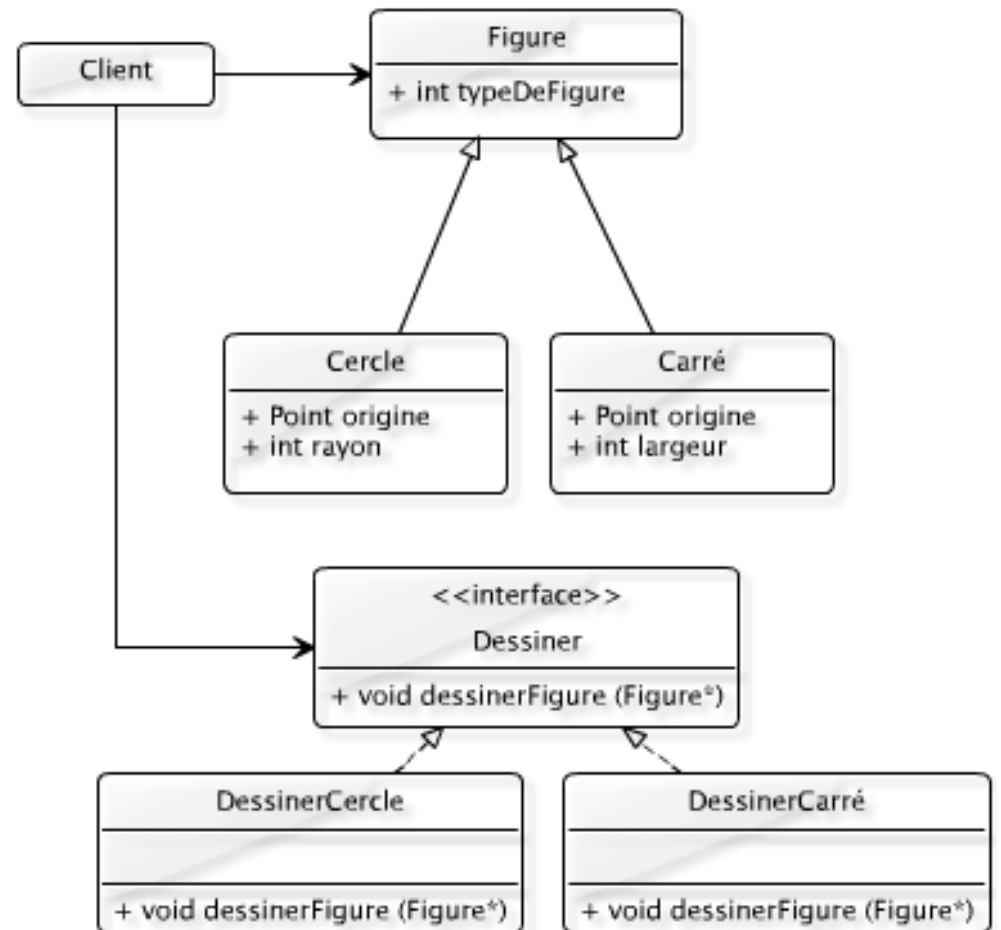 Client
Figure
+ int typeDeFigure
Cercle
+ Point origine
+ int rayon
Carré
+ Point origine
+ int largeur
<<interface>>
Dessiner
+ void dessinerFigure (Figure*)
DessinerCercle
+ void dessinerFigure (Figure*)
DessinerCarré
+ void dessinerFigure (Figure*)